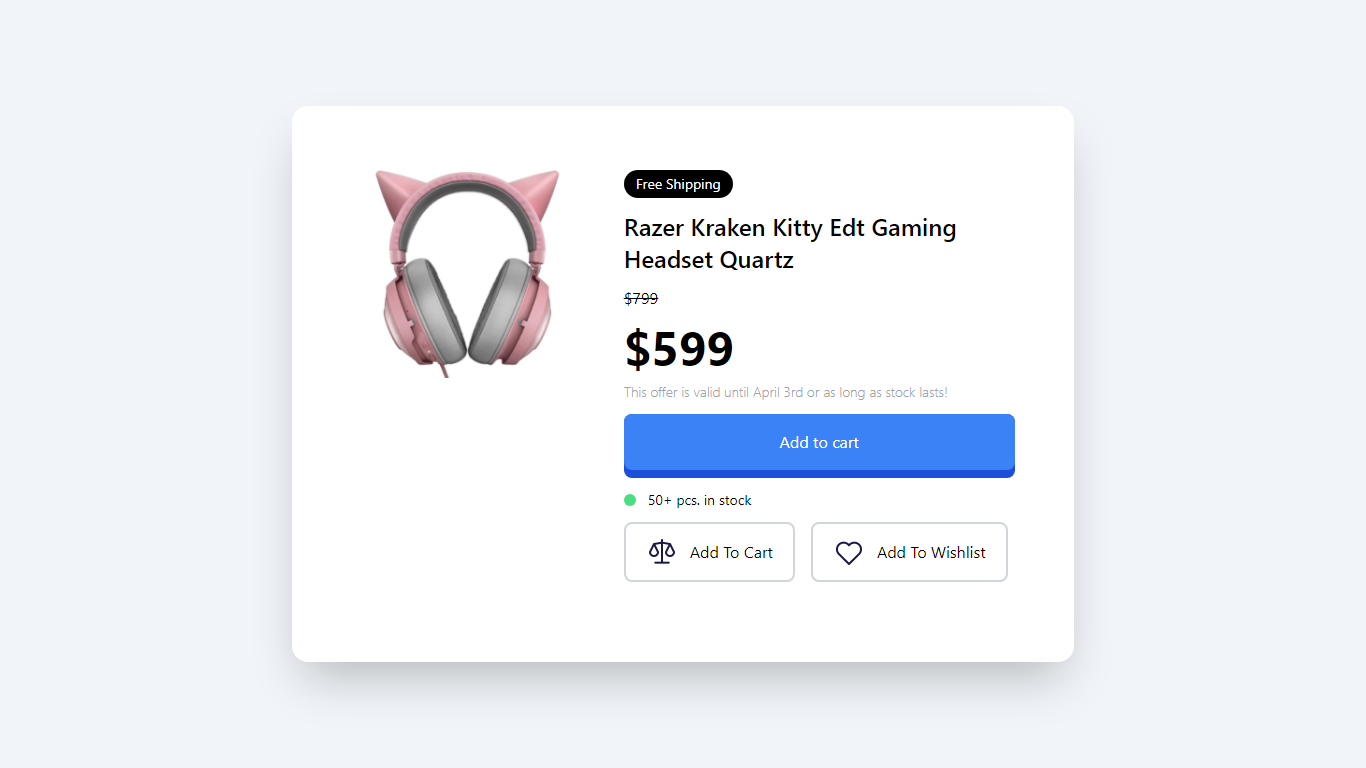 Free Shipping
Razer Kraken Kitty Edt Gaming
Headset Quartz
$799
$599
This offer is valid until April 3rd or as long as stock lasts!
Add to cart
50+ pcs. in stock
Add To Cart
Add To Wishlist